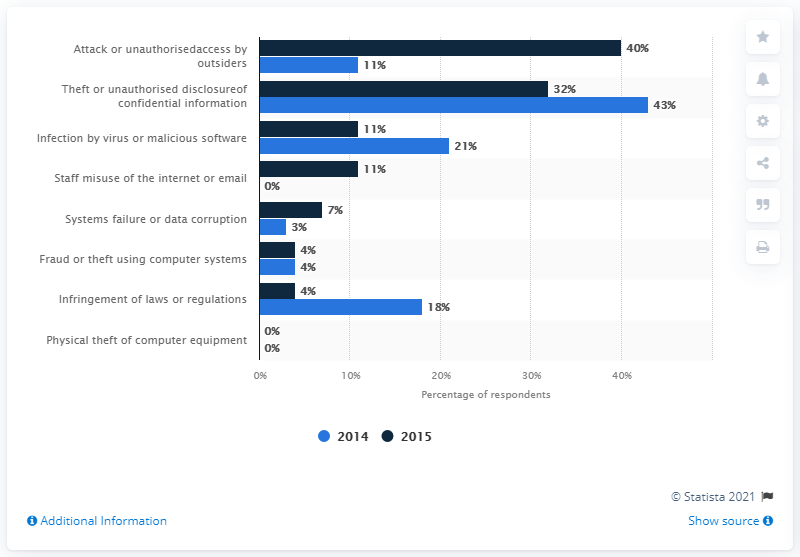 Attack or unauthorisedaccess by
outsiders
40%
11%
Theft or unauthorised disclosureof
confidential information
32%
43%
Infection by virus or malicious software
11%
21%
Staff misuse of the internet or email
11%
0%
Systems failure or data corruption
7%
3%
Fraud or theft using computer systems
4%
4%
Infringement of laws or regulations
4%
18%
Physical theft of computer equipment
0%
0%
0% 10% 20% 30% 40%
Percentage of respondents
2014 2015
© Statista 2021
Additional Information Show source